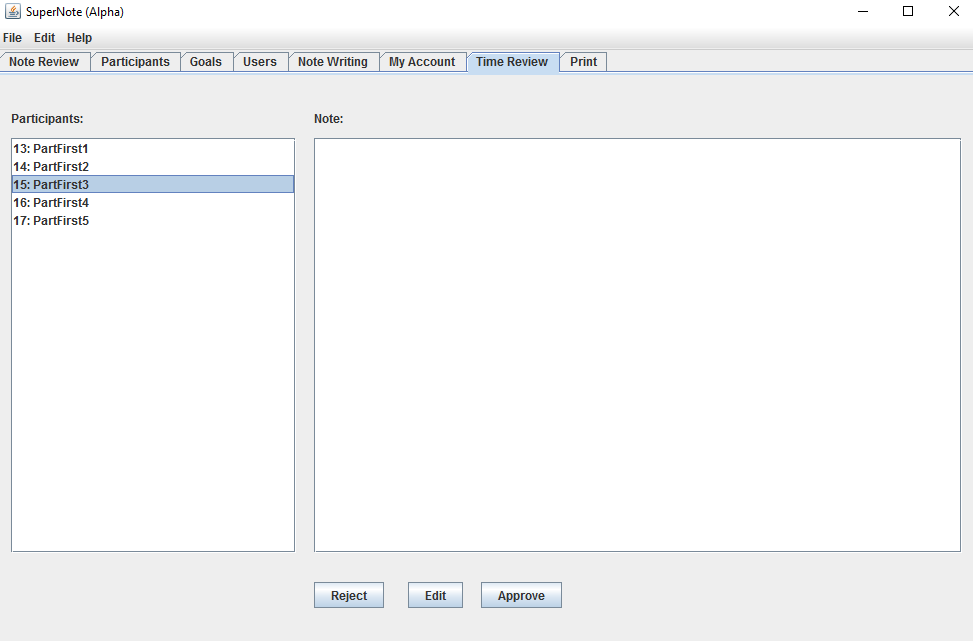 SuperNote (Alpha)
File Edit Help
Note Review Participants Goals Users Note Writing My Account Time Review Print
Participants: Note:
13: PartFirst1
14: PartFirst2
15: PartFirst3
16: PartFirst4
17: PartFirst5
Reject Edit Approve